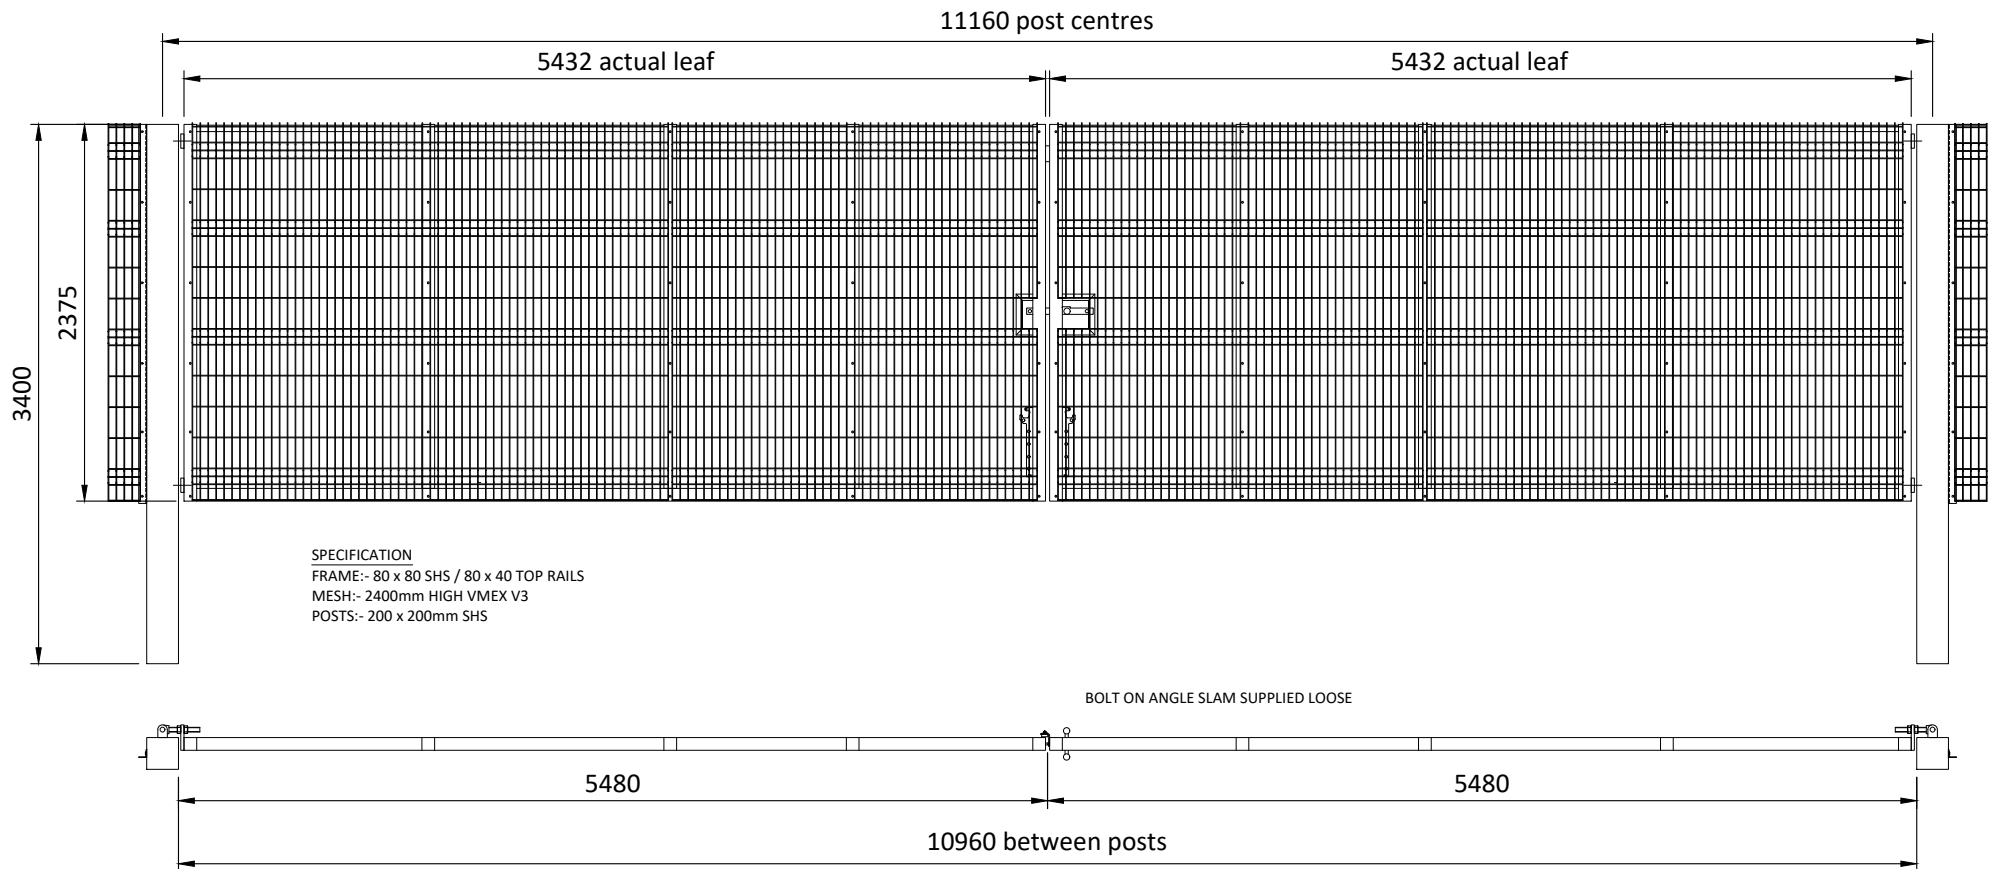 11160 post centres
5432 actual leaf
5432 actual leaf
2375
3400
SPECIFICATION
FRAME:- 80 x 80 SHS / 80 x 40 TOP RAILS
MESH:- 2400mm HIGH VMEX V3
POSTS:- 200 x 200mm SHS
BOLT ON ANGLE SLAM SUPPLIED LOOSE
5480
5480
10960 between posts